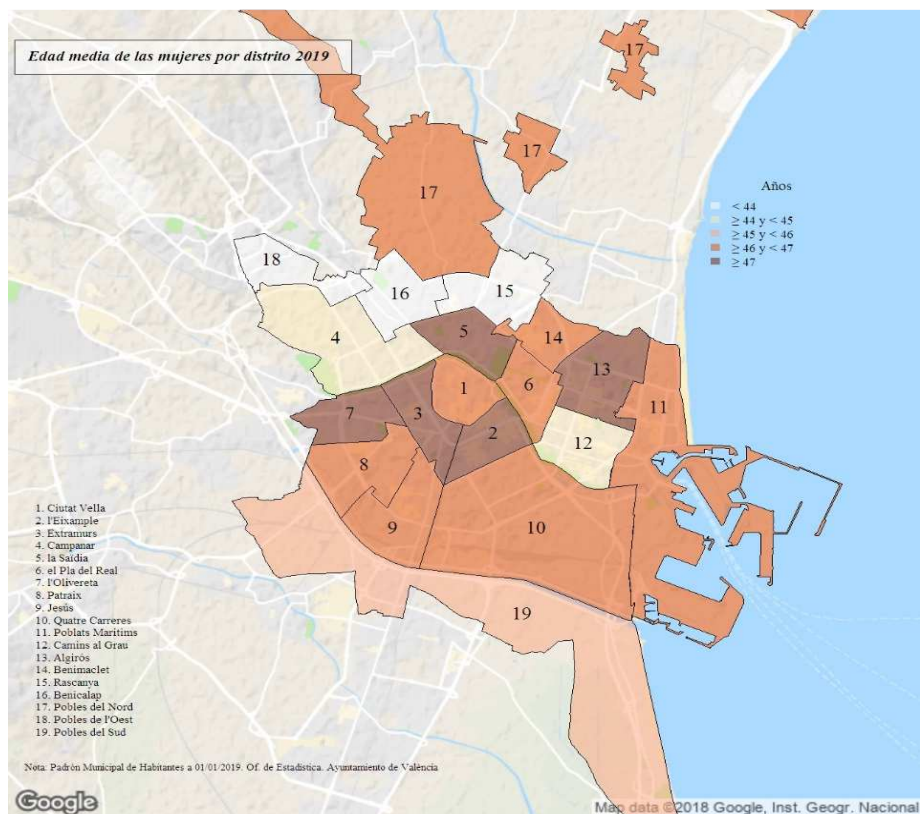 Edad media de las mujeres por distrito 2019
17
17
17
Años
< 44
≥ 44 y < 45
≥ 45 y < 46
≥ 46 y < 47
≥ 47
18
16
15
4
5
14
13
1
6
11
7
3
2
12
8
9
10
19
1. Ciutat Vella
2. l'Eixample
3. Extramurs
4. Campanar
5. la Saïdia
6. el Pla del Real
7. l'Olivereta
8. Patraix
9. Jesús
10. Quatre Carreres
11. Poblats Marítims
12. Camins al Grau
13. Algirós
14. Benimaclet
15. Rascanya
16. Benicalap
17. Pobles del Nord
18. Pobles de l'Oest
19. Pobles del Sud
Nota: Padrón Municipal de Habitantes a 01/01/2019. Of. de Estadística. Ayuntamiento de València
Google
Map data ©2018 Google, Inst. Geogr. Nacional